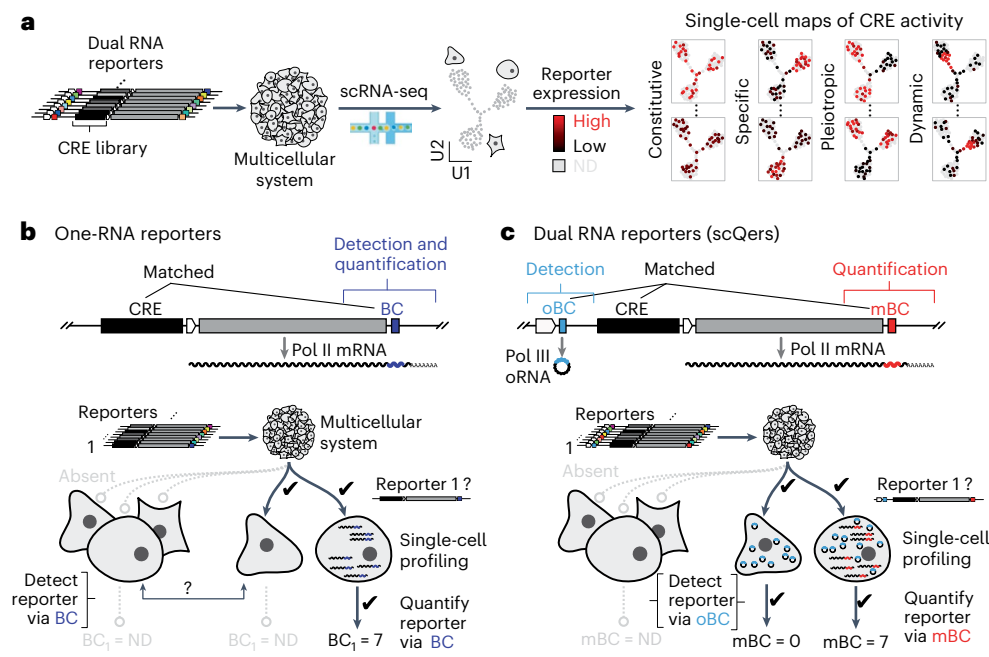 a
Dual RNA
reporters
CRE library
Multicellular
system
scRNA-seq
U2
U1
Reporter
expression
High
Low
ND
Single-cell maps of CRE activity
Constitutive
Specific
Pleiotropic
Dynamic
b One-RNA reporters
Detection and
quantification
Matched
CRE
BC
Pol II mRNA
Reporters
1
Multicellular
system
Absent
Reporter 1 ?
Single-cell
profiling
Detect
reporter
via BC
?
Quantify
reporter
via BC
BC1 = ND
BC1 = ND
BC1 = 7
c Dual RNA reporters (scQers)
Detection
Matched
Quantification
oBC
CRE
mBC
Pol III
oRNA
Pol II mRNA
Reporters
1
Absent
Reporter 1 ?
Single-cell
profiling
Detect
reporter
via oBC
Quantify
reporter
via mBC
mBC = ND
mBC = 0
mBC = 7